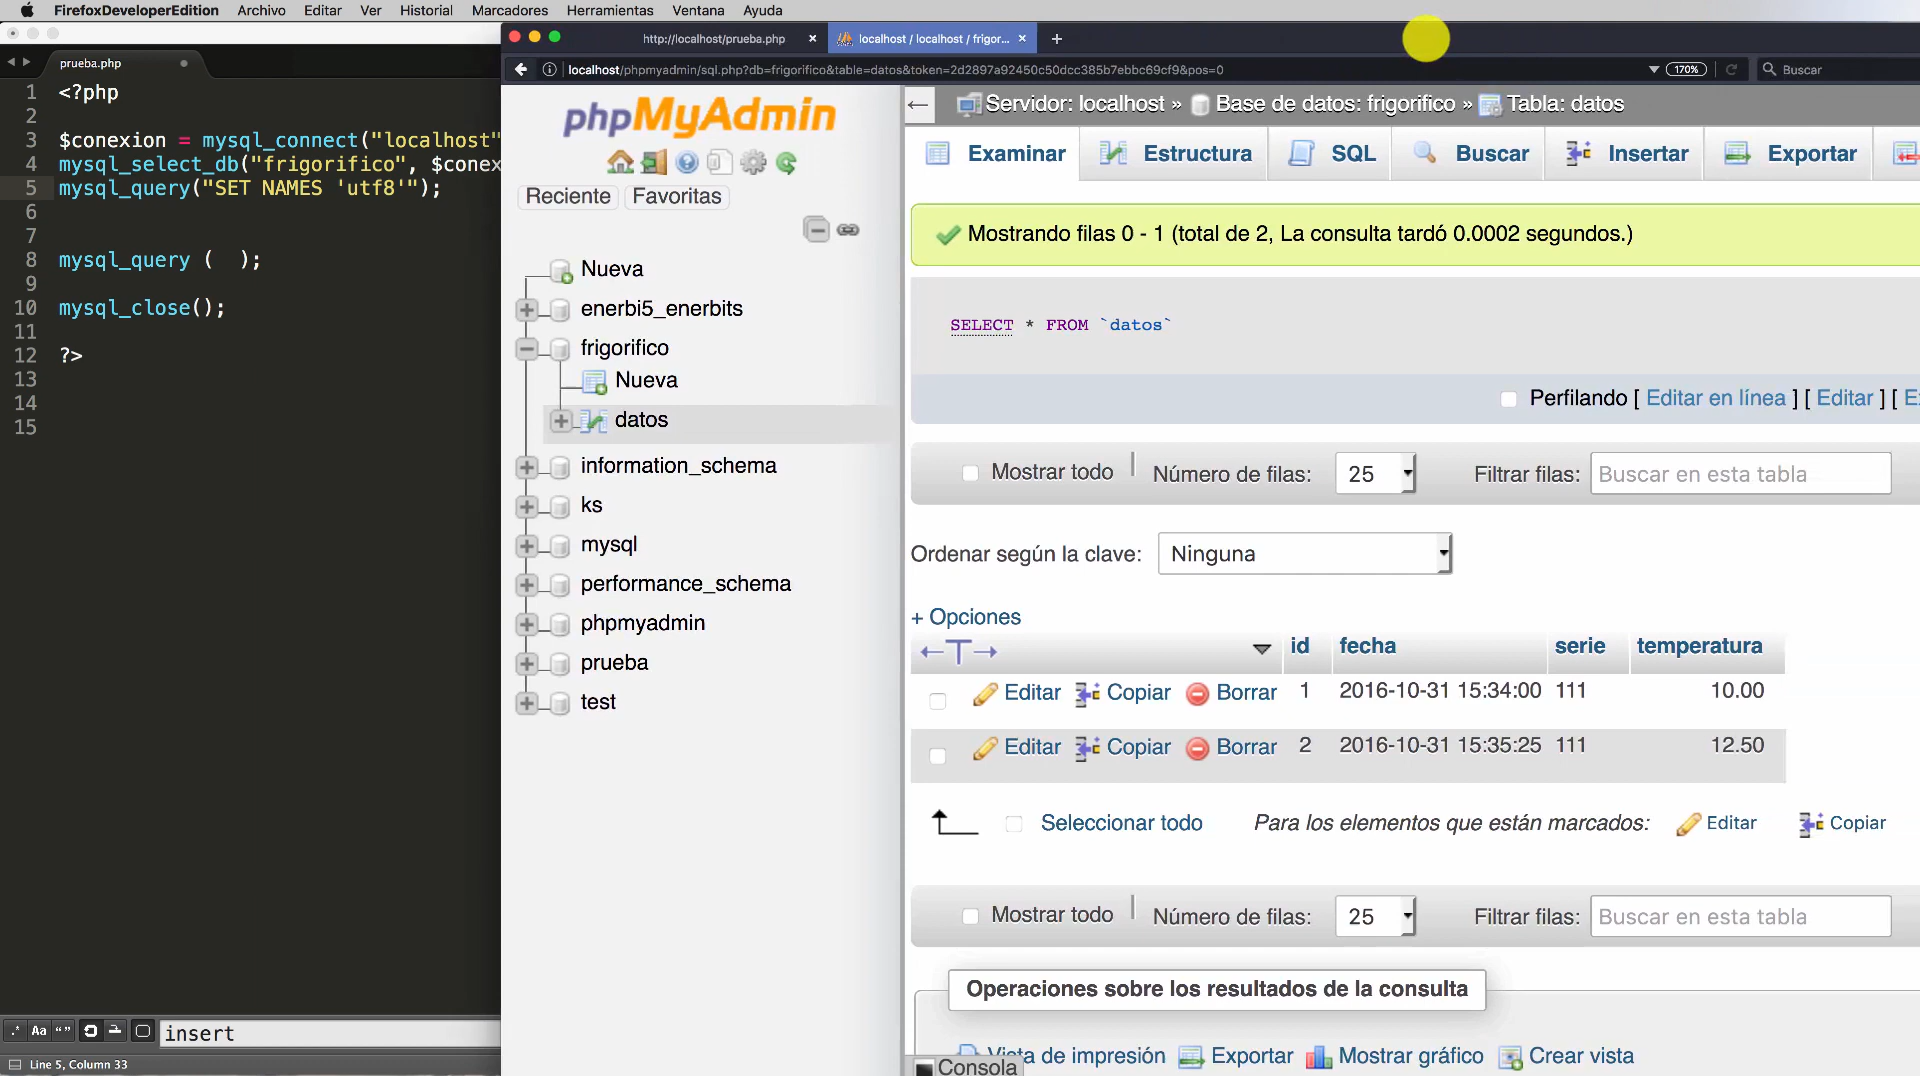 FirefoxDeveloperEdition Archivo Editar Ver Historial Marcadores Herramientas Ventana Ayuda
prueba.php
1 <?php
2
3 $conexion = mysql_connect("localhost"
4 mysql_select_db("frigorifico", $conex
5 mysql_query("SET NAMES 'utf8'");
6
7
8 mysql_query ( );
9
10 mysql_close();
11
12 ?>
13
14
15
.* Aa “” insert
Line 5, Column 33
http://localhost/prueba.php × localhost / localhost / frigor... × +
localhost/phpmyadmin/sql.php?db=frigorifico&table=datos&token=2d2897a92450c50dcc385b7ebbc69cf9&pos=0 170% Buscar
phpMyAdmin
Reciente Favoritas
Nueva
enerbi5_enerbits
frigorifico
Nueva
datos
information_schema
ks
mysql
performance_schema
phpmyadmin
prueba
test
Servidor: localhost » Base de datos: frigorifico » Tabla: datos
Examinar Estructura SQL Buscar Insertar Exportar
Mostrando filas 0 - 1 (total de 2, La consulta tardó 0.0002 segundos.)
SELECT * FROM `datos`
Perfilando [ Editar en línea ] [ Editar ] [ E
Mostrar todo | Número de filas: 25 Filtrar filas: Buscar en esta tabla
Ordenar según la clave: Ninguna
+ Opciones
←T→ id fecha serie temperatura
Editar Copiar Borrar 1 2016-10-31 15:34:00 111 10.00
Editar Copiar Borrar 2 2016-10-31 15:35:25 111 12.50
Seleccionar todo Para los elementos que están marcados: Editar Copiar
Mostrar todo | Número de filas: 25 Filtrar filas: Buscar en esta tabla
Operaciones sobre los resultados de la consulta
Vista de impresión Exportar Mostrar gráfico Crear vista
Consola